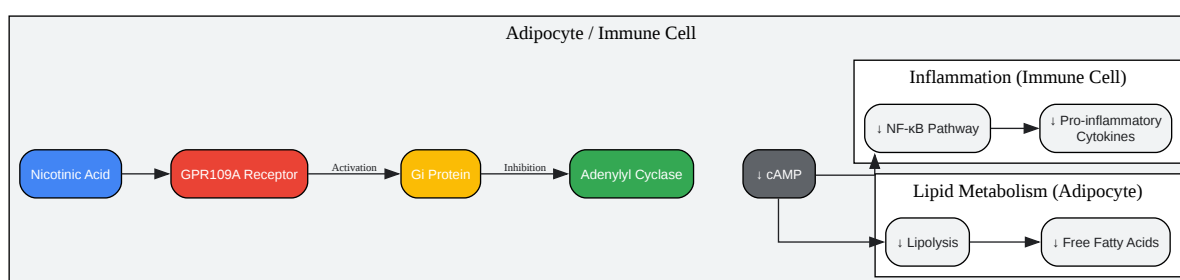 Adipocyte / Immune Cell
Inflammation (Immune Cell)
↓ NF-κB Pathway
↓ Pro-inflammatory
Cytokines
Nicotinic Acid
GPR109A Receptor
Activation
Gi Protein
Inhibition
Adenylyl Cyclase
↓ cAMP
Lipid Metabolism (Adipocyte)
↓ Lipolysis
↓ Free Fatty Acids